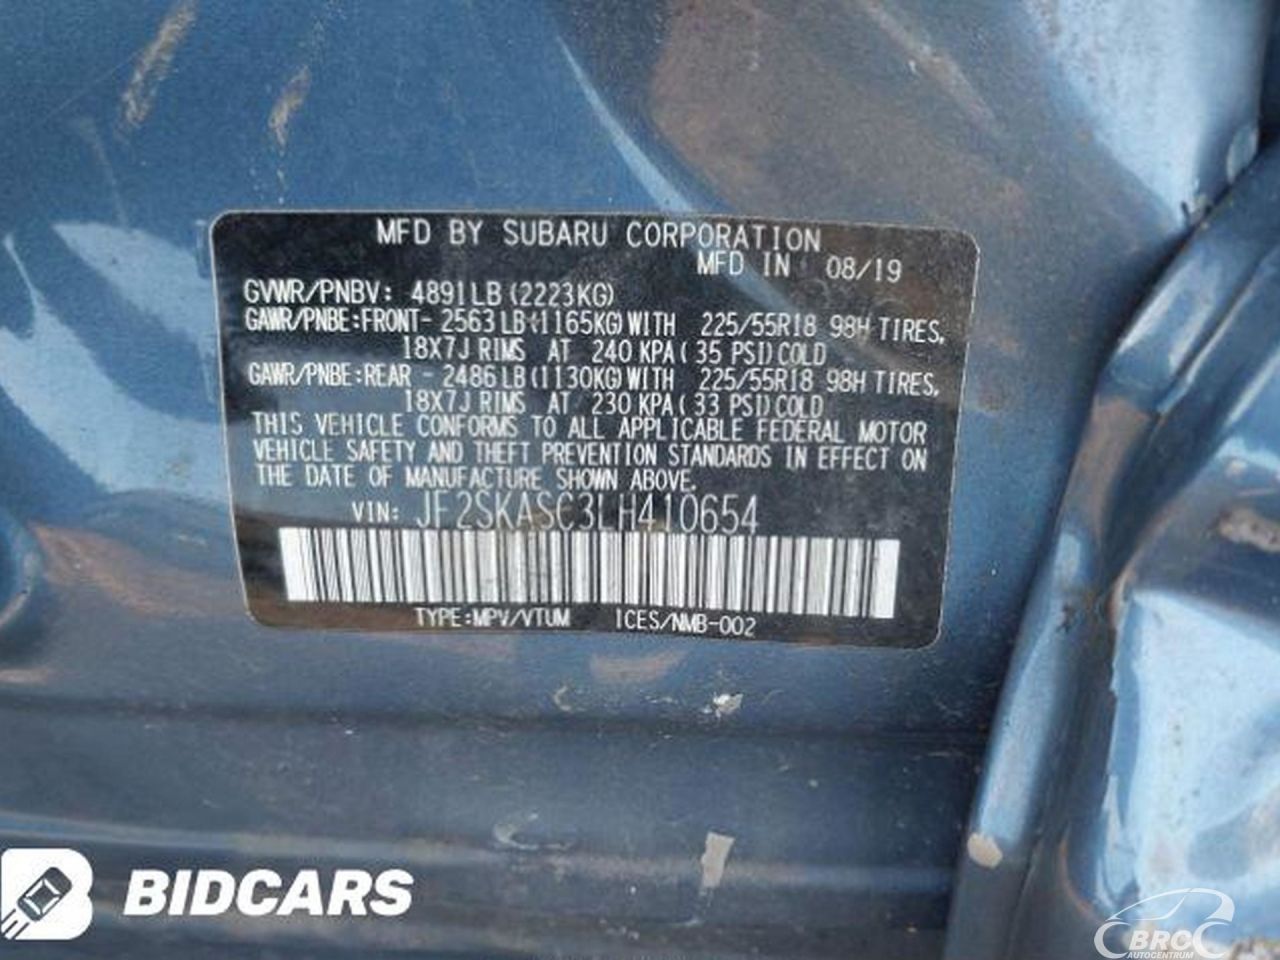 MFD BY SUBARU CORPORATION
MFD IN 08/19
GVWR/PNBV: 4891LB(2223KG)
GAWR/PNBE:FRONT- 2563LB(1165KG)WITH 225/55R18 98H TIRES,
18X7J RIMS AT 240 KPA( 35 PSI)COLD
GAWR/PNBE:REAR - 2486LB(1130KG)WITH 225/55R18 98H TIRES,
18X7J RIMS AT 230 KPA( 33 PSI)COLD
THIS VEHICLE CONFORMS TO ALL APPLICABLE FEDERAL MOTOR
VEHICLE SAFETY AND THEFT PREVENTION STANDARDS IN EFFECT ON
THE DATE OF MANUFACTURE SHOWN ABOVE.
VIN: JF2SKASC3LH410654
TYPE:MPV/VTUM ICES/NMB-002
BIDCARS
BRC
AUTOCENTRUM